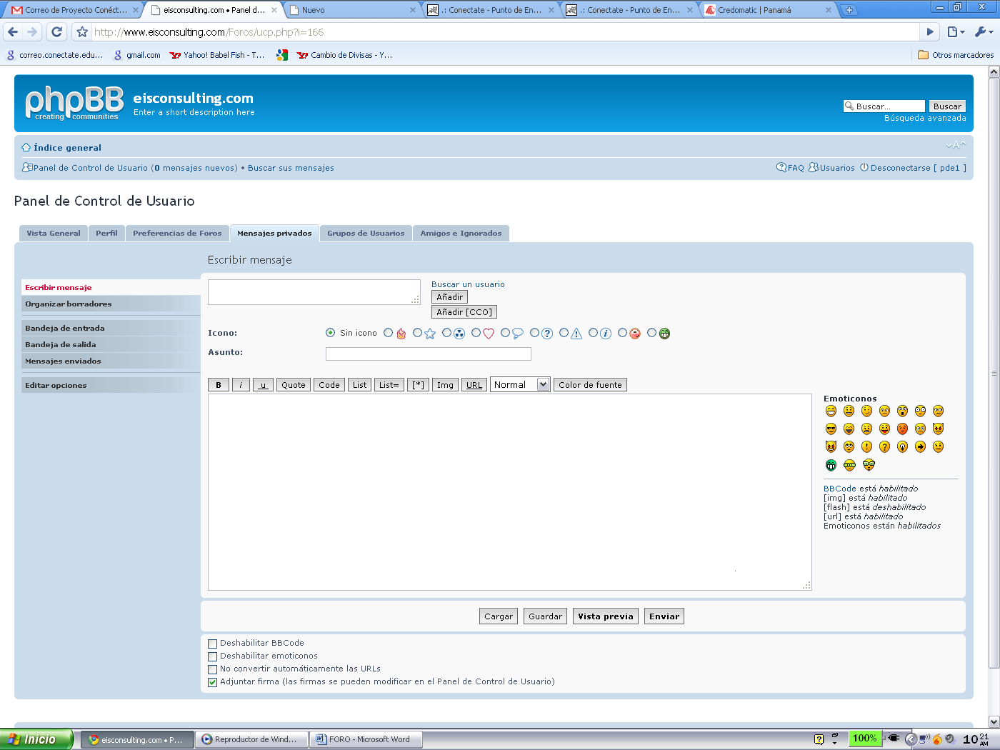 Correo de Proyecto Conéct...
eisconsulting.com • Panel d...
Nuevo
.: Conectate - Punto de En...
.: Conectate - Punto de En...
Credomatic | Panamá
http://www.eisconsulting.com/Foros/ucp.php?i=166
correo.conectate.edu...
gmail.com
Yahoo! Babel Fish - T...
Cambio de Divisas - Y...
Otros marcadores
phpBB
creating communities
eisconsulting.com
Enter a short description here
Buscar...
Buscar
Búsqueda avanzada
Índice general
A
Panel de Control de Usuario (0 mensajes nuevos) • Buscar sus mensajes
FAQ
Usuarios
Desconectarse [ pde1 ]
Panel de Control de Usuario
Vista General
Perfil
Preferencias de Foros
Mensajes privados
Grupos de Usuarios
Amigos e Ignorados
Escribir mensaje
Organizar borradores
Bandeja de entrada
Bandeja de salida
Mensajes enviados
Editar opciones
Escribir mensaje
Buscar un usuario
Añadir
Añadir [CCO]
Icono:
Sin icono
Asunto:
B
i
u
Quote
Code
List
List=
[*]
Img
URL
Normal
Color de fuente
Emoticonos
BBCode está habilitado
[img] está habilitado
[flash] está deshabilitado
[url] está habilitado
Emoticonos están habilitados
Cargar
Guardar
Vista previa
Enviar
Deshabilitar BBCode
Deshabilitar emoticonos
No convertir automáticamente las URLs
Adjuntar firma (las firmas se pueden modificar en el Panel de Control de Usuario)
Inicio
eisconsulting.com • P...
Reproductor de Wind...
FORO - Microsoft Word
100%
10 21 AM